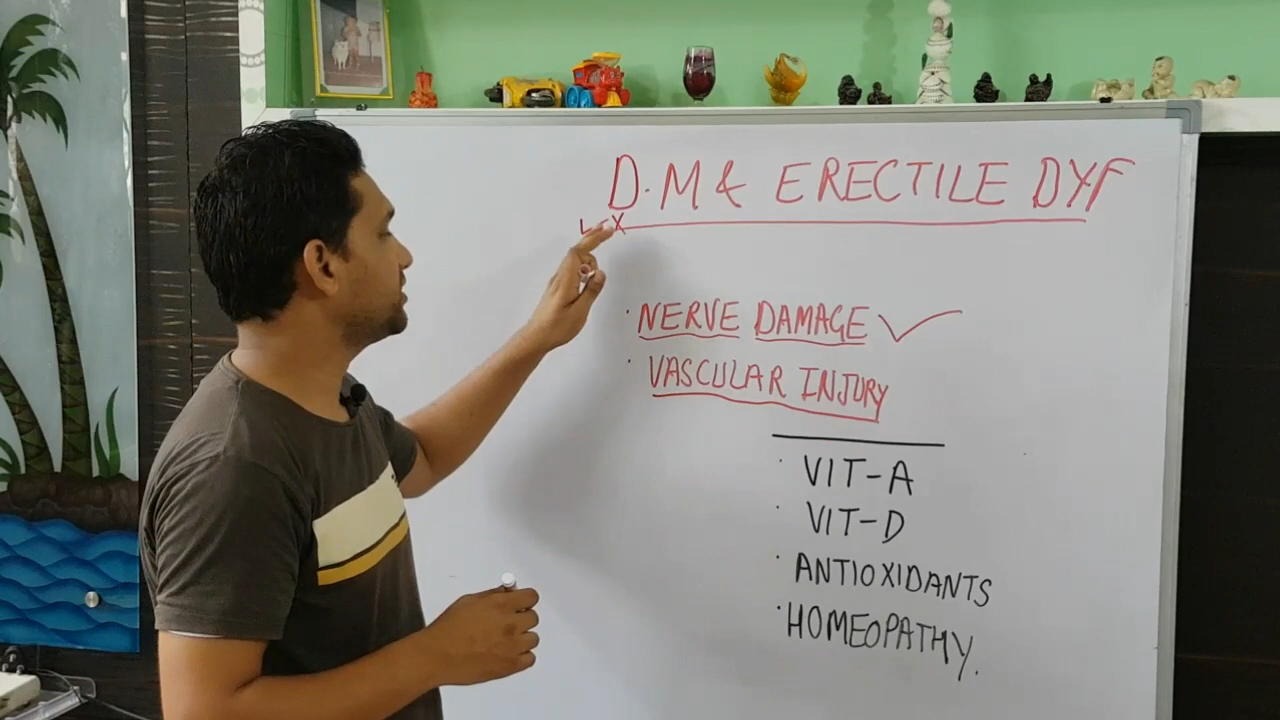 D.M & ERECTILE DYF
· NERVE DAMAGE
· VASCULAR INJURY
· VIT-A
· VIT-D
· ANTIOXIDANTS
· HOMEOPATHY.